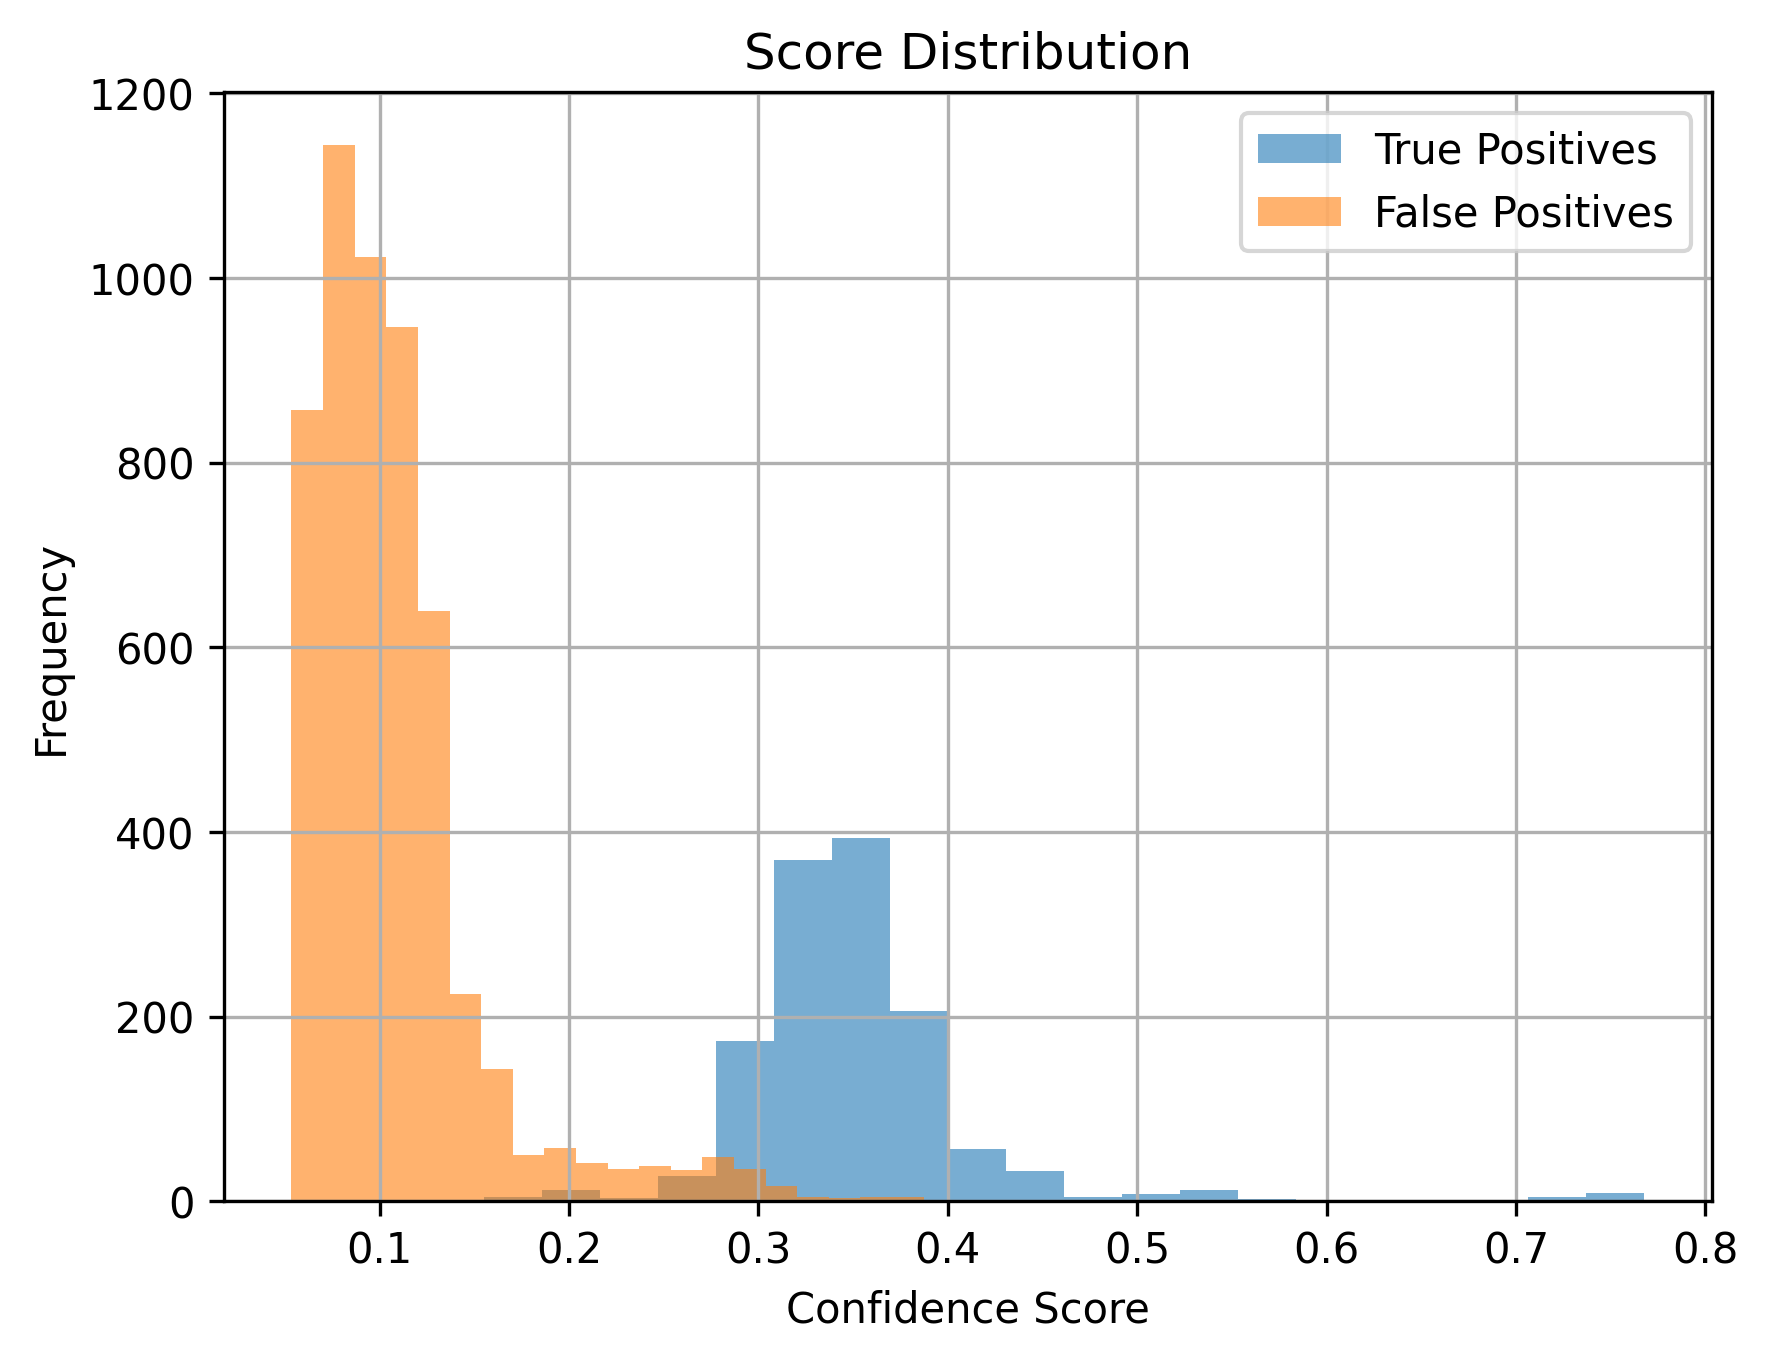 Score Distribution
True Positives
False Positives
1200
1000
800
600
400
200
0
Frequency
0.1 0.2 0.3 0.4 0.5 0.6 0.7 0.8
Confidence Score